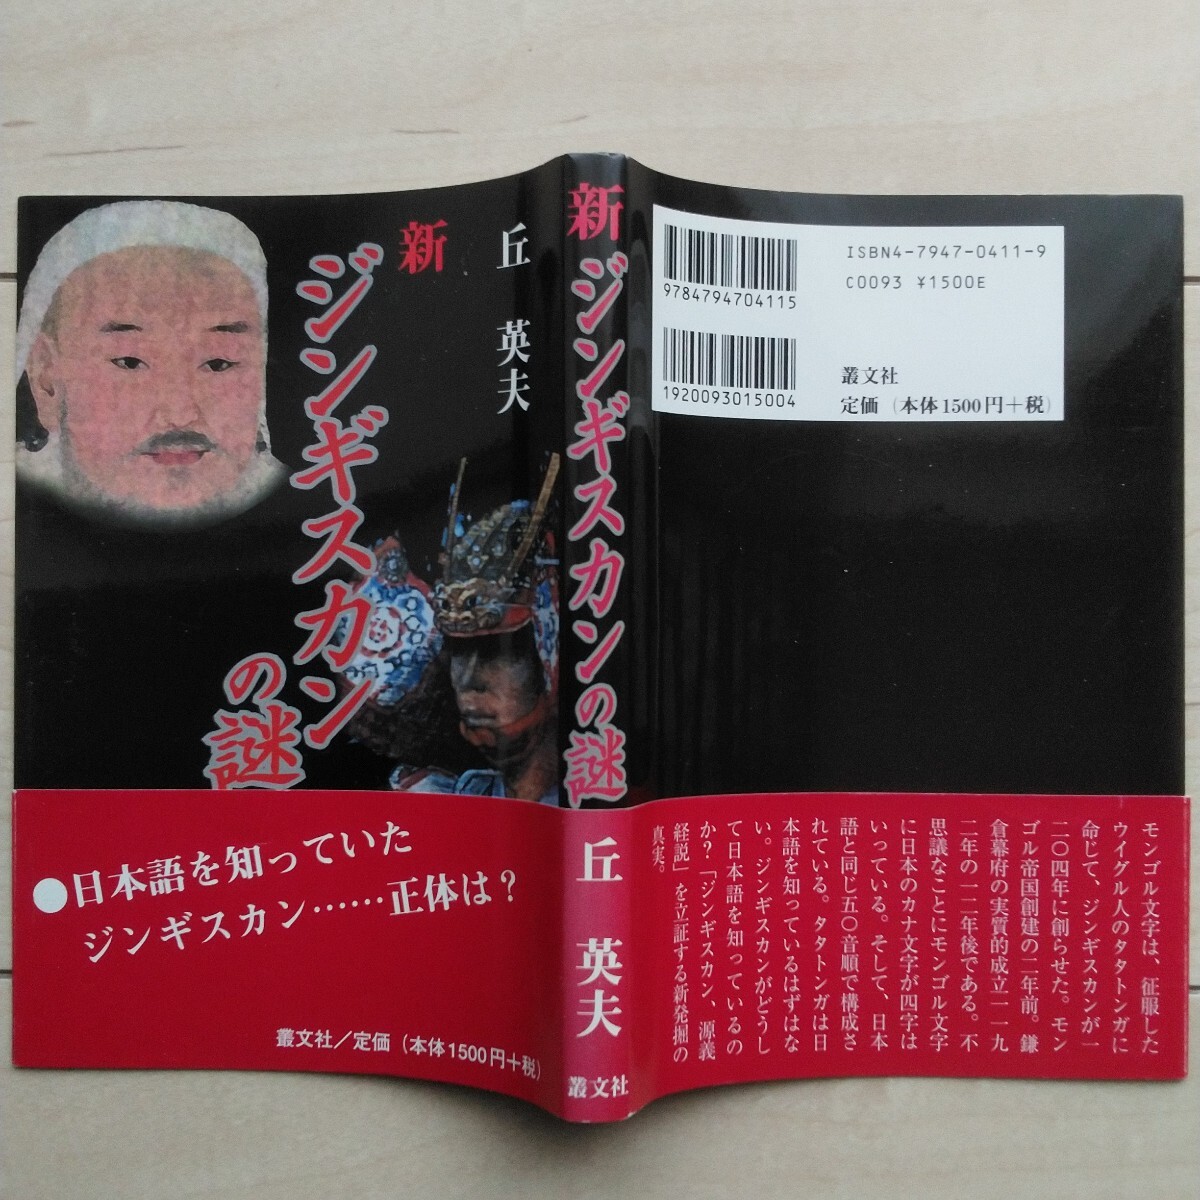 新
ジンギスカン
の謎
丘 英夫
●日本語を知っていた
ジンギスカン……正体は？
叢文社／定価（本体1500円＋税）
新ジンギスカンの謎
丘 英夫
叢文社
9784794704115
1920093015004
ISBN4-7947-0411-9
C0093 ¥1500E
叢文社
定価（本体1500円＋税）
モンゴル文字は、征服した
ウイグル人のタタトンガに
命じて、ジンギスカンが一
二〇四年に創らせた。モン
ゴル帝国創建の二年前。鎌
倉幕府の実質的成立一一九
二年の一二年後である。不
思議なことにモンゴル文字
に日本のカナ文字が四字は
いっている。そして、日本
語と同じ五〇音順で構成さ
れている。タタトンガは日
本語を知っているはずはな
い。ジンギスカンがどうし
て日本語を知っているの
か？「ジンギスカン、源義
経説」を立証する新発掘の
真実。